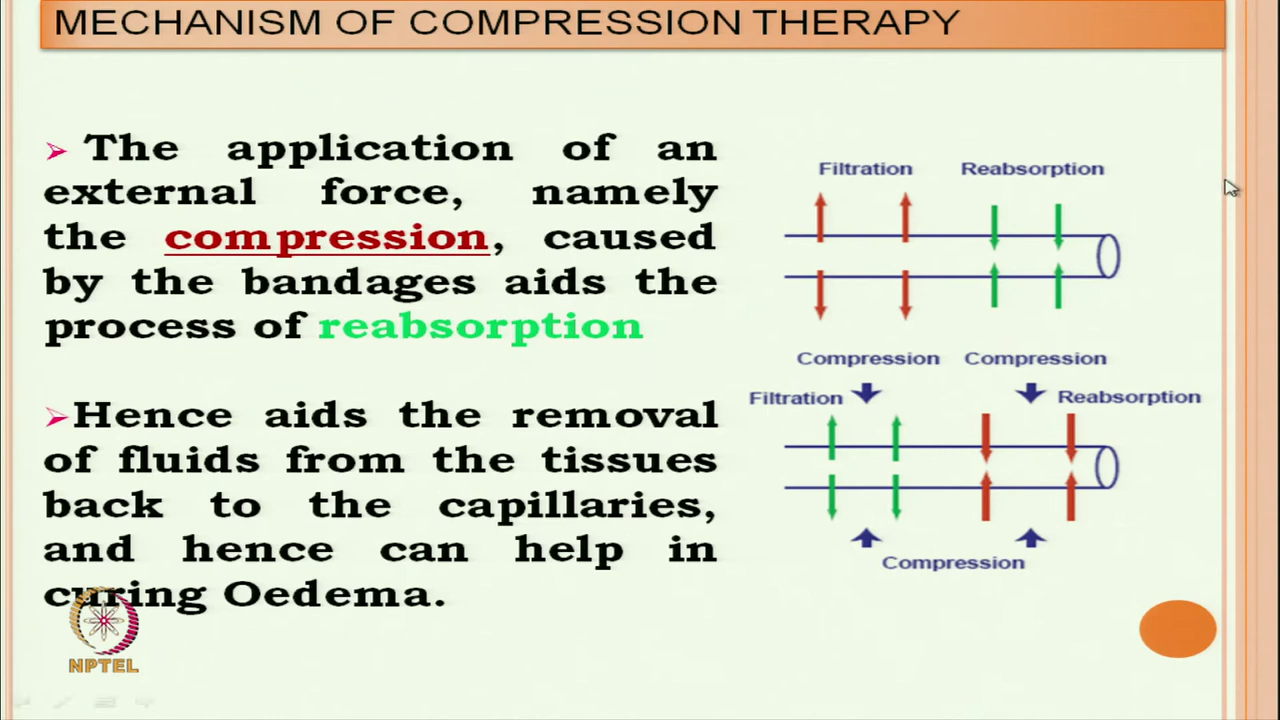 MECHANISM OF COMPRESSION THERAPY
The application of an
external force, namely
the compression, caused
by the bandages aids the
process of reabsorption
Hence aids the removal
of fluids from the tissues
back to the capillaries,
and hence can help in
curing Oedema.
Filtration Reabsorption
Compression Compression
Filtration Reabsorption
Compression
NPTEL